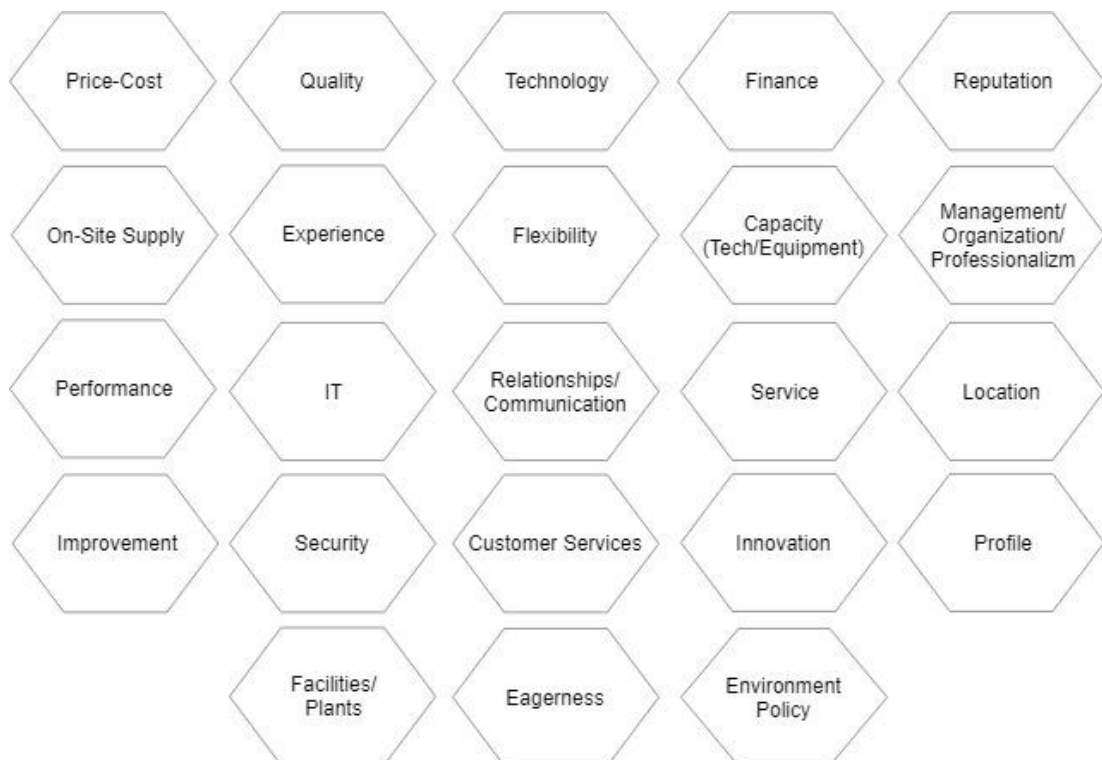 Price-Cost
Quality
Technology
Finance
Reputation
On-Site Supply
Experience
Flexibility
Capacity
(Tech/Equipment)
Management/
Organization/
Professionalizm
Performance
IT
Relationships/
Communication
Service
Location
Improvement
Security
Customer Services
Innovation
Profile
Facilities/
Plants
Eagerness
Environment
Policy